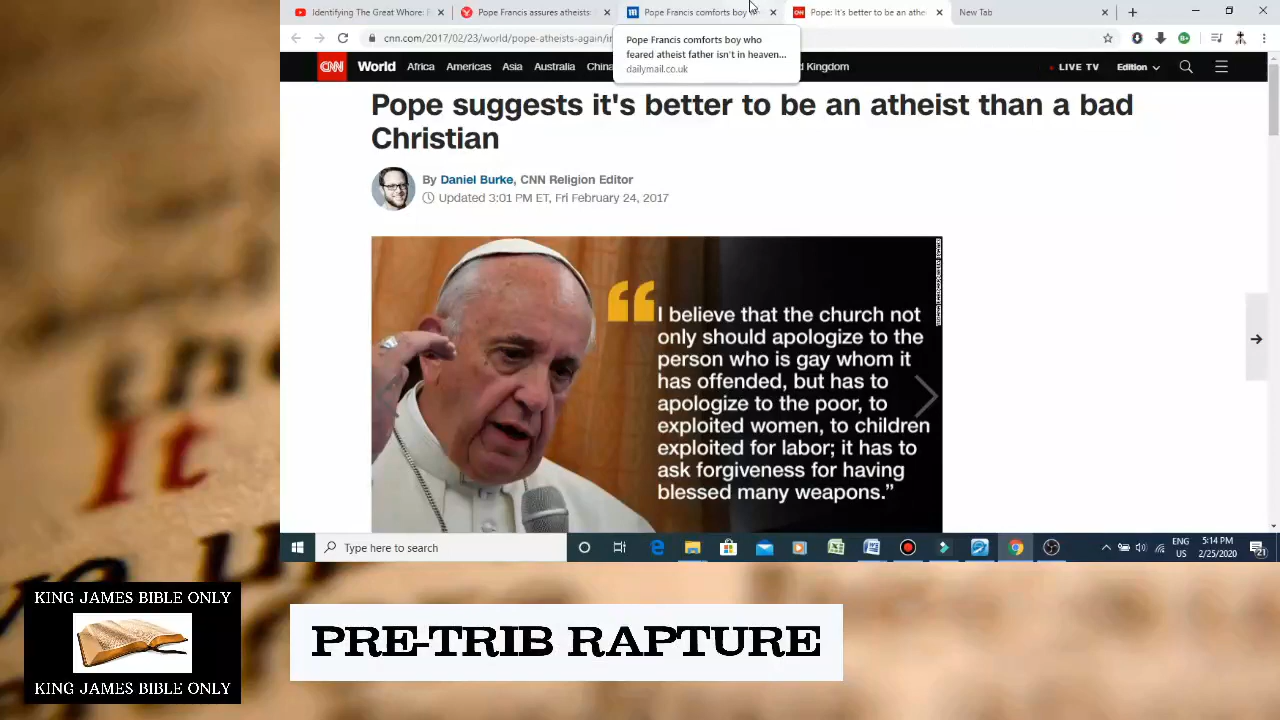 Identifying The Great Whore:
Pope Francis assures atheists:
Pope Francis comforts boy w
Pope: It's better to be an athe
New Tab
cnn.com/2017/02/23/world/pope-atheists-again/in
Pope Francis comforts boy who
feared atheist father isn't in heaven...
dailymail.co.uk
CNN World Africa Americas Asia Australia China d Kingdom LIVE TV Edition
Pope suggests it's better to be an atheist than a bad
Christian
By Daniel Burke, CNN Religion Editor
Updated 3:01 PM ET, Fri February 24, 2017
I believe that the church not
only should apologize to the
person who is gay whom it
has offended, but has to
apologize to the poor, to
exploited women, to children
exploited for labor; it has to
ask forgiveness for having
blessed many weapons.”
Type here to search
ENG
US
5:14 PM
2/25/2020
21
the
It
KING JAMES BIBLE ONLY
KING JAMES BIBLE ONLY
PRE-TRIB RAPTURE